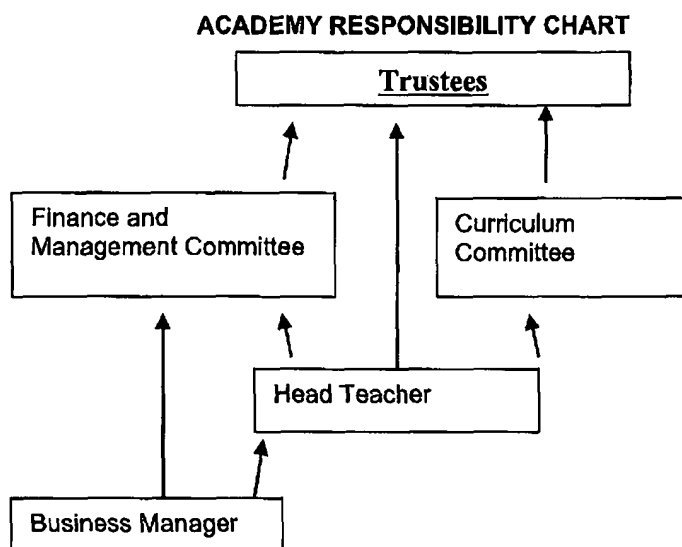 ACADEMY RESPONSIBILITY CHART
Trustees
Finance and
Management Committee
Curriculum
Committee
Head Teacher
Business Manager